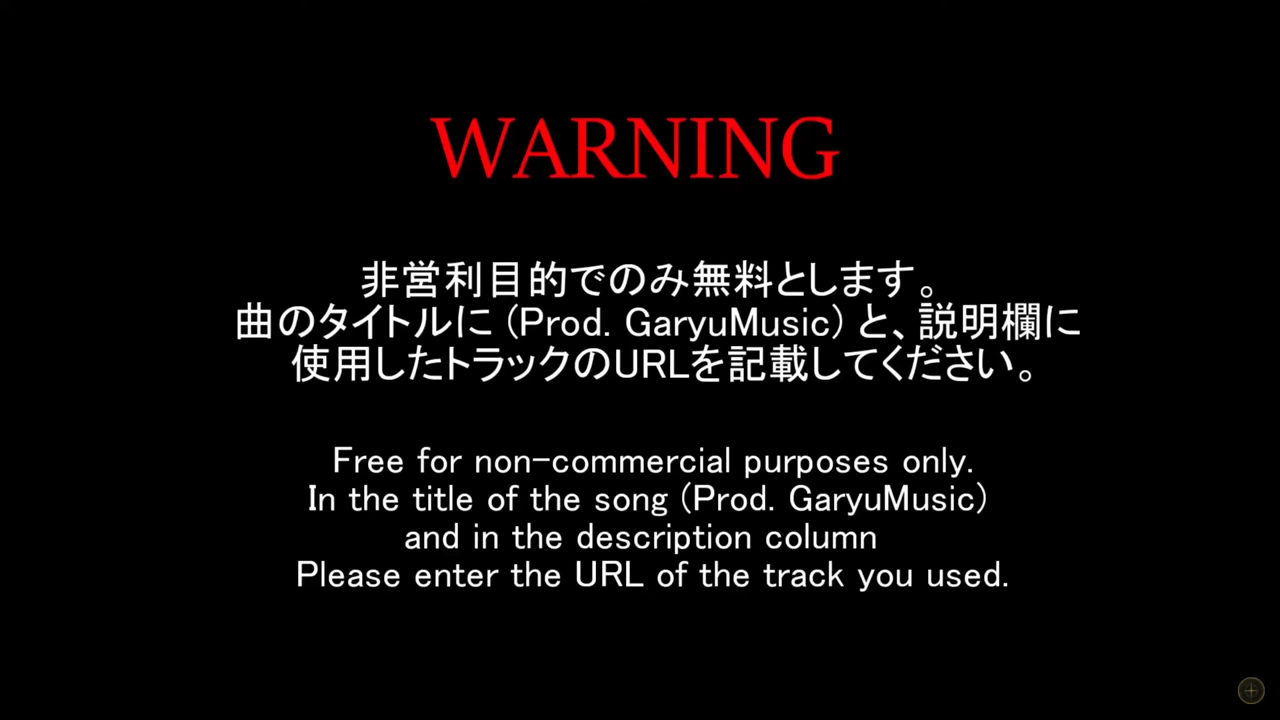 WARNING
非営利目的でのみ無料とします。
曲のタイトルに (Prod. GaryuMusic) と、説明欄に
使用したトラックのURLを記載してください。
Free for non-commercial purposes only.
In the title of the song (Prod. GaryuMusic)
and in the description column
Please enter the URL of the track you used.